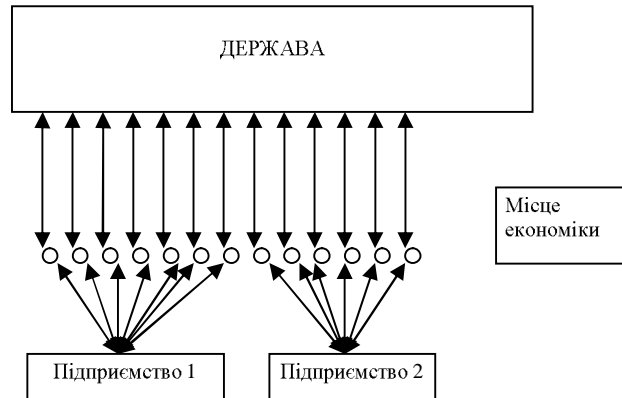 ДЕРЖАВА
Місце
економіки
Підприємство 1
Підприємство 2